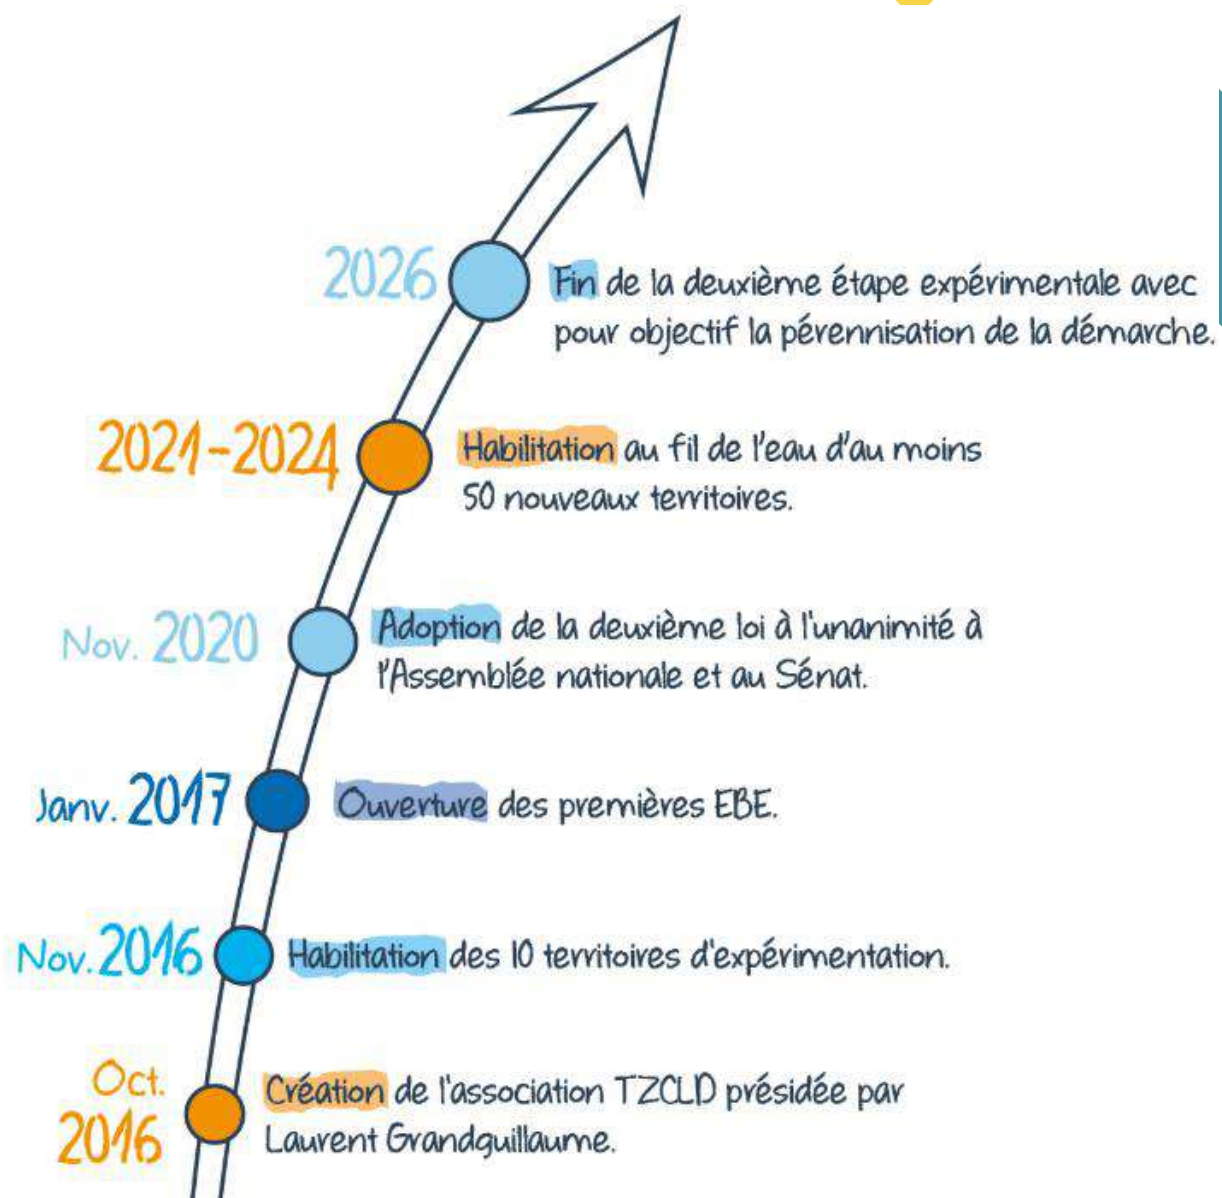 2026
Fin de la deuxième étape expérimentale avec
pour objectif la pérennisation de la démarche.
2021-2024
Habilitation au fil de l'eau d'au moins
50 nouveaux territoires.
Nov. 2020
Adoption de la deuxième loi à l'unanimité à
l'Assemblée nationale et au Sénat.
Janv. 2017
Ouverture des premières EBE.
Nov. 2016
Habilitation des 10 territoires d'expérimentation.
Oct.
2016
Création de l'association TZCLD présidée par
Laurent Grandguillaume.